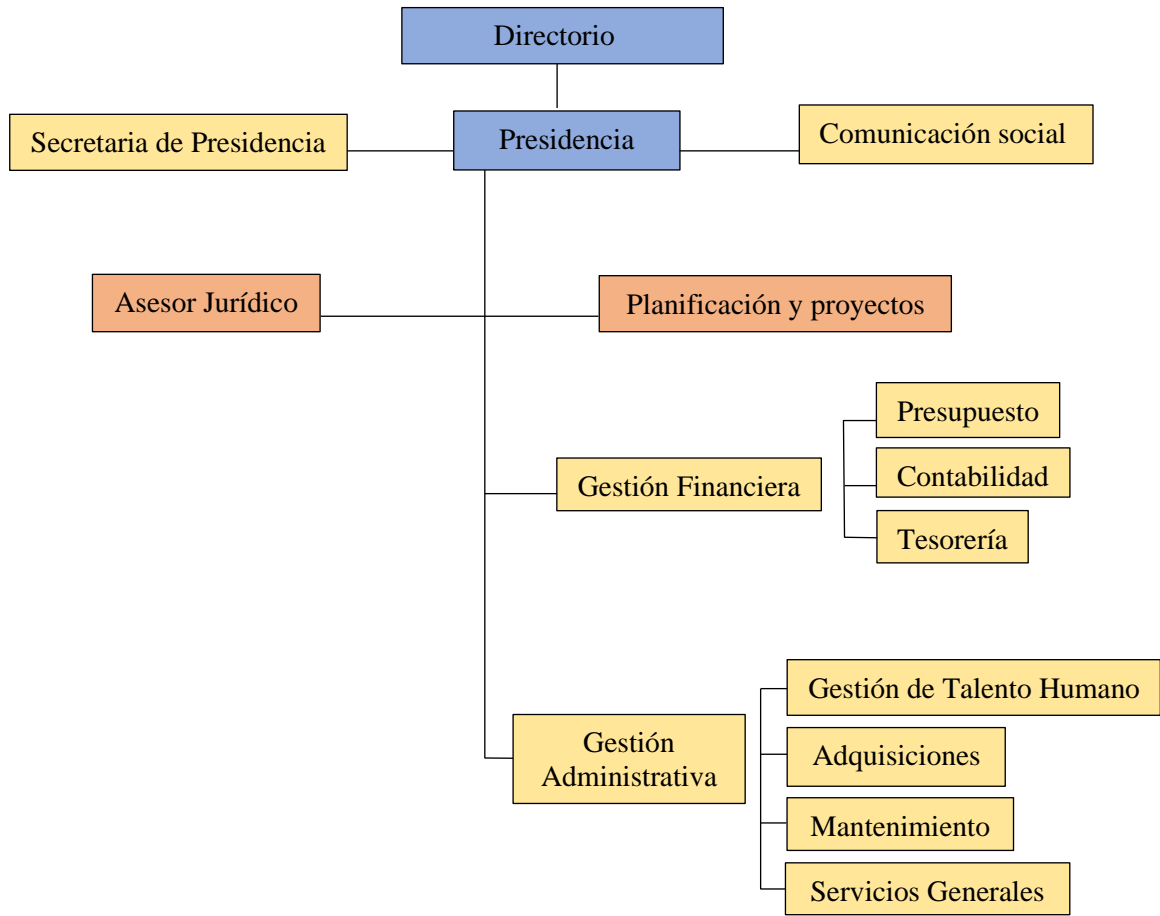 Directorio
Secretaria de Presidencia
Presidencia
Comunicación social
Asesor Jurídico
Planificación y proyectos
Presupuesto
Gestión Financiera
Contabilidad
Tesorería
Gestión de Talento Humano
Gestión
Administrativa
Adquisiciones
Mantenimiento
Servicios Generales